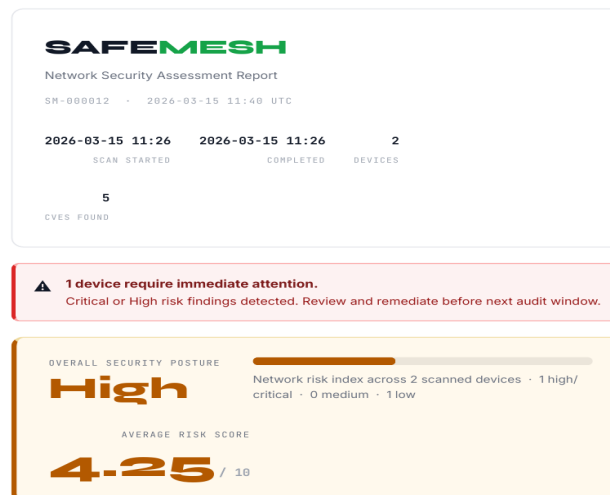 SAFEMESH
Network Security Assessment Report
SM-000012 · 2026-03-15 11:40 UTC
2026-03-15 11:26 2026-03-15 11:26 2
SCAN STARTED COMPLETED DEVICES
5
CVES FOUND
1 device require immediate attention.
Critical or High risk findings detected. Review and remediate before next audit window.
OVERALL SECURITY POSTURE
High
Network risk index across 2 scanned devices · 1 high/
critical · 0 medium · 1 low
AVERAGE RISK SCORE
4.25 / 10